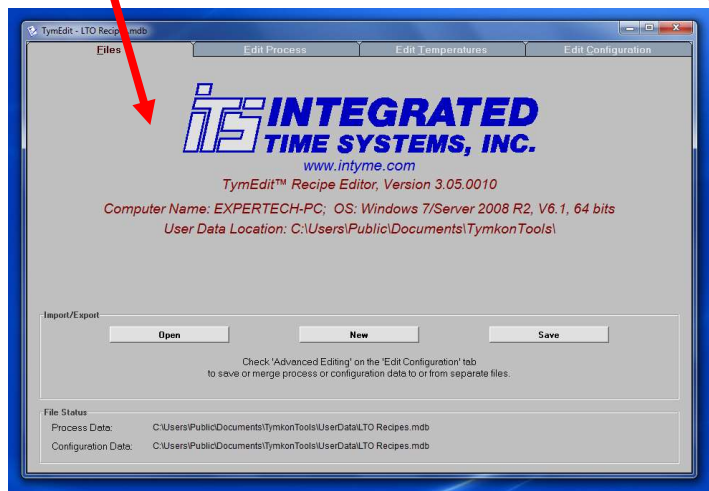 TymEdit - LTO Recipes.mdb
Files Edit Process Edit Temperatures Edit Configuration
ITS INTEGRATED
TIME SYSTEMS, INC.
www.intyme.com
TymEdit™ Recipe Editor, Version 3.05.0010
Computer Name: EXPERTECH-PC; OS: Windows 7/Server 2008 R2, V6.1, 64 bits
User Data Location: C:\Users\Public\Documents\TymkonTools\
Import/Export
Open New Save
Check 'Advanced Editing' on the 'Edit Configuration' tab
to save or merge process or configuration data to or from separate files.
File Status
Process Data: C:\Users\Public\Documents\TymkonTools\UserData\LTO Recipes.mdb
Configuration Data: C:\Users\Public\Documents\TymkonTools\UserData\LTO Recipes.mdb